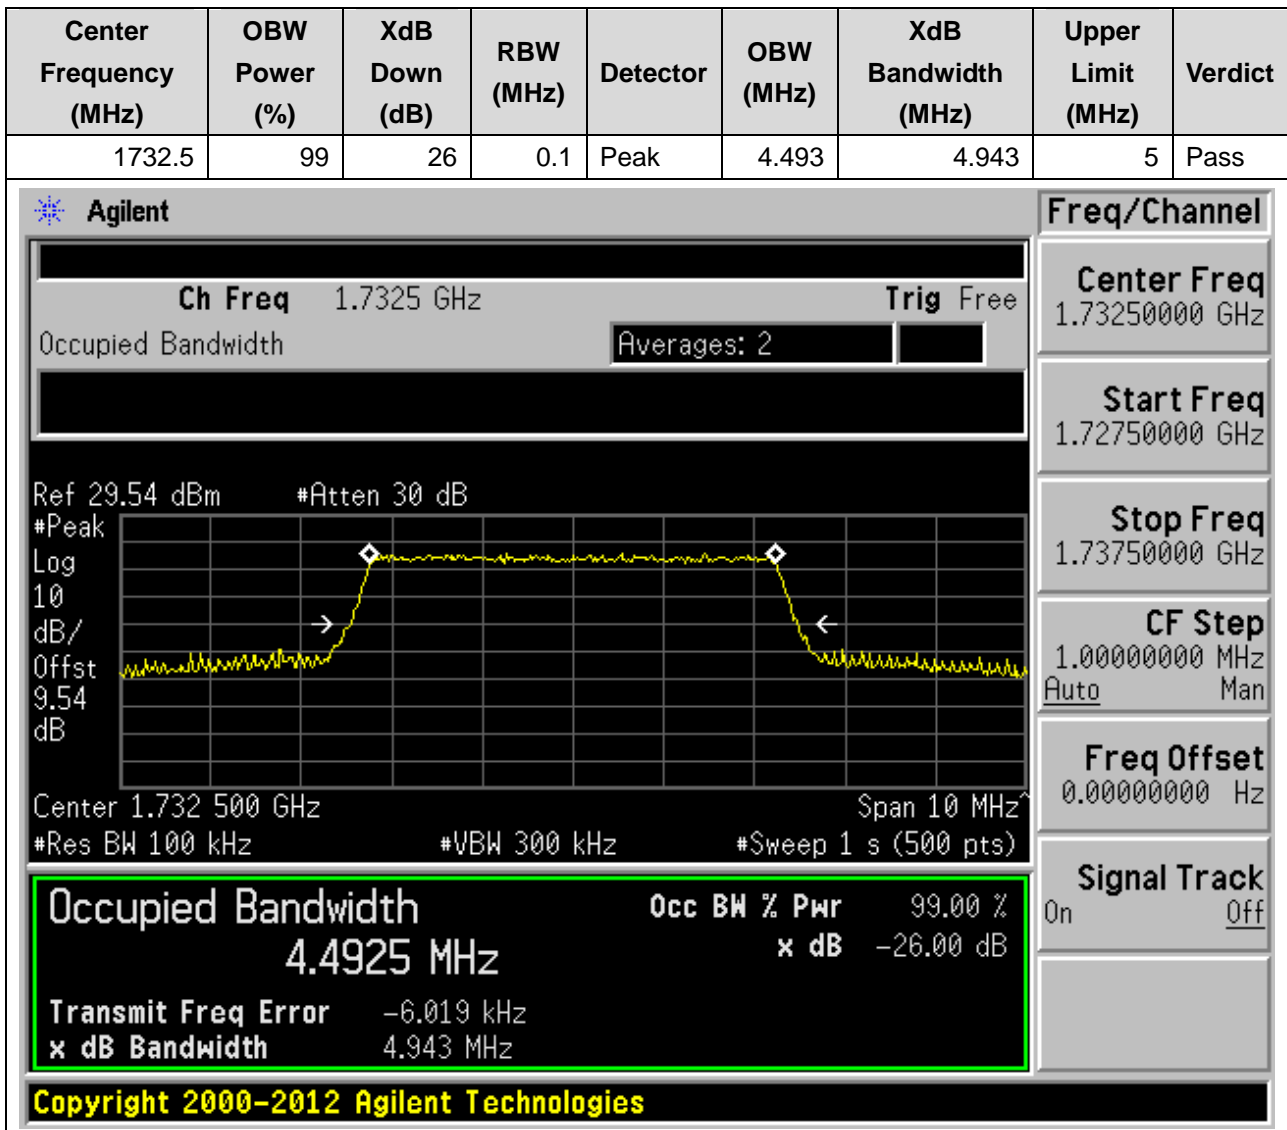 Center Frequency (MHz) OBW Power (%) XdB Down (dB) RBW (MHz) Detector OBW (MHz) XdB Bandwidth (MHz) Upper Limit (MHz) Verdict
1732.5 99 26 0.1 Peak 4.493 4.943 5 Pass
Agilent
Freq/Channel
Ch Freq 1.7325 GHz Trig Free
Occupied Bandwidth Averages: 2
Center Freq
1.73250000 GHz
Start Freq
1.72750000 GHz
Stop Freq
1.73750000 GHz
CF Step
1.00000000 MHz
Auto Man
Freq Offset
0.00000000 Hz
Signal Track
On Off
Ref 29.54 dBm #Atten 30 dB
#Peak
Log
10
dB/
Offst
9.54
dB
Center 1.732 500 GHz Span 10 MHz^
#Res BW 100 kHz #VBW 300 kHz #Sweep 1 s (500 pts)
Occupied Bandwidth Occ BW % Pwr 99.00 %
4.4925 MHz x dB -26.00 dB
Transmit Freq Error -6.019 kHz
x dB Bandwidth 4.943 MHz
Copyright 2000-2012 Agilent Technologies